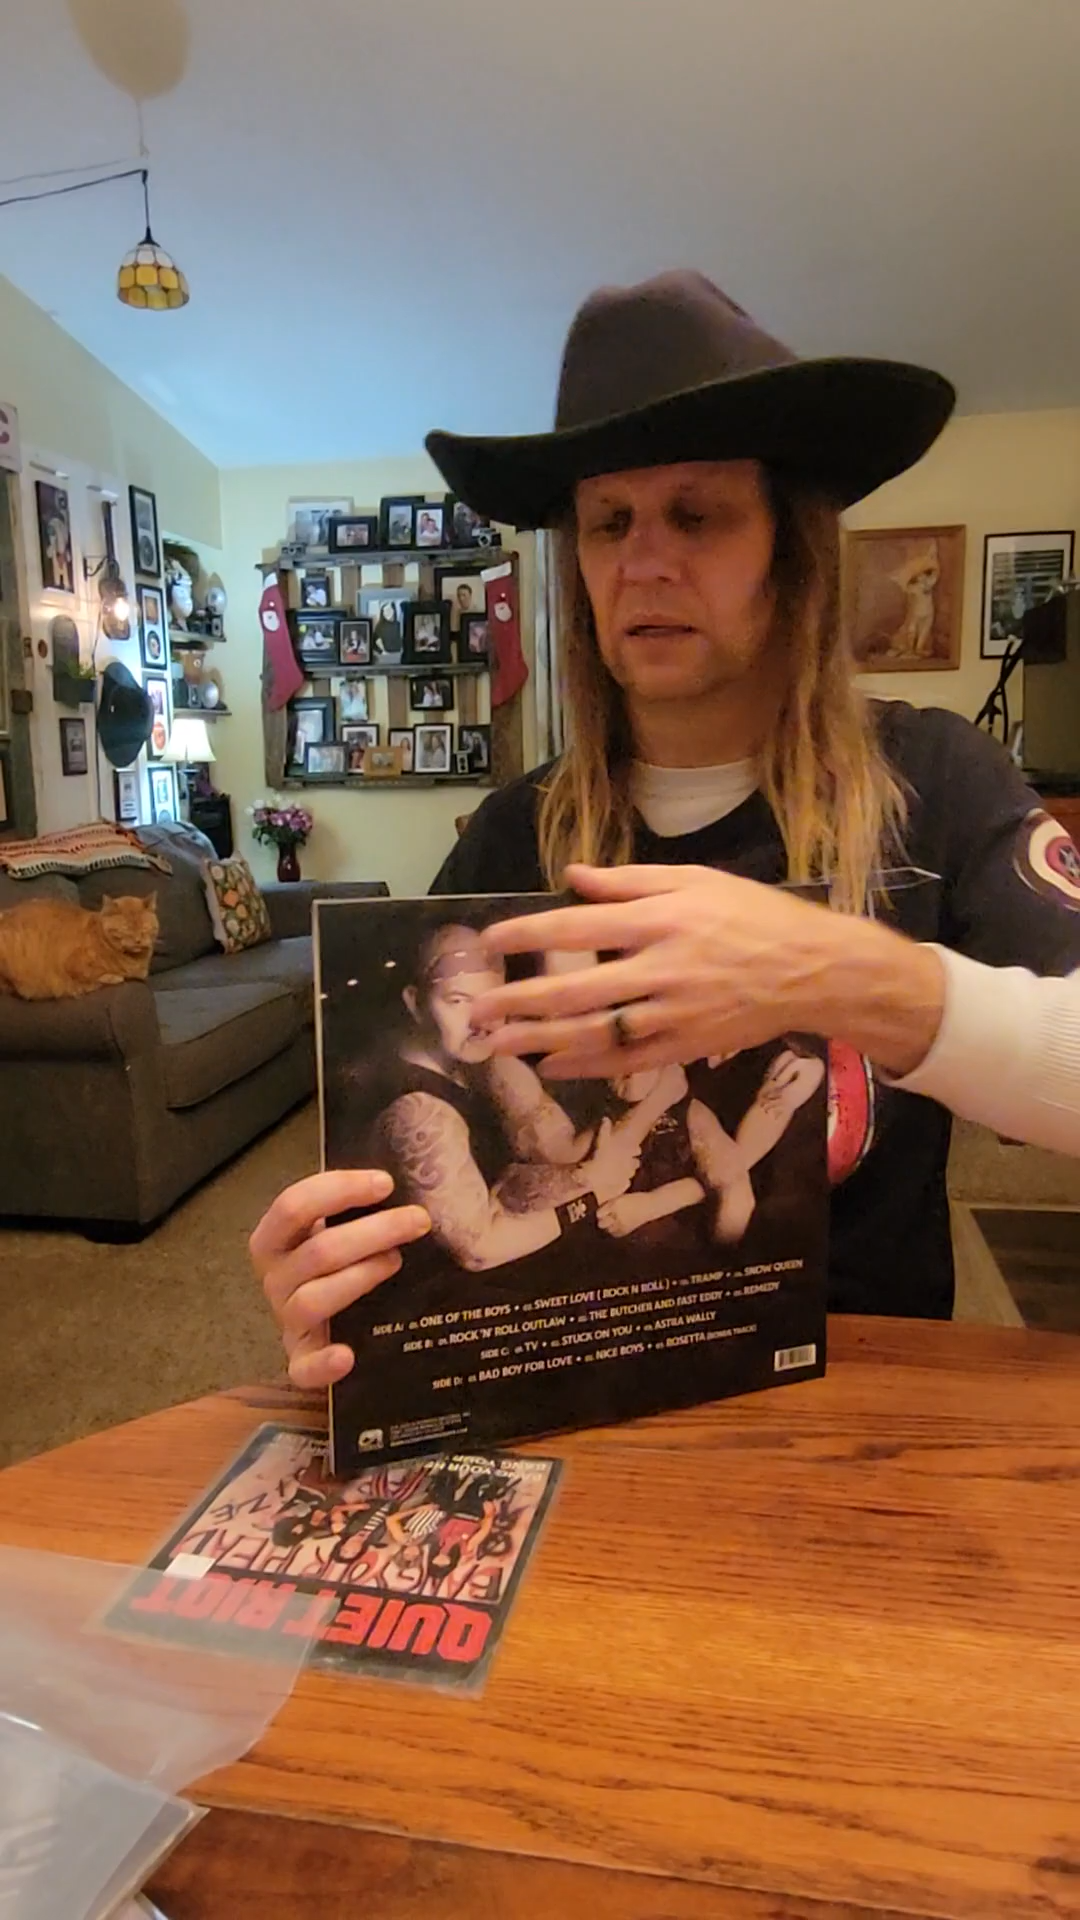 C
SIDE A: 01. ONE OF THE BOYS • 02. SWEET LOVE ( ROCK N ROLL ) • 03. TRAMP • 04. SNOW QUEEN
SIDE B: 01. ROCK 'N' ROLL OUTLAW • 02. THE BUTCHER AND FAST EDDY • 03. REMEDY
SIDE C: 01. TV • 02. STUCK ON YOU • 03. ASTRA WALLY
SIDE D: 01. BAD BOY FOR LOVE • 02. NICE BOYS • 03. ROSETTA (BONUS TRACK)
BANG YOUR
BANG YOUR
QUIET RIOT